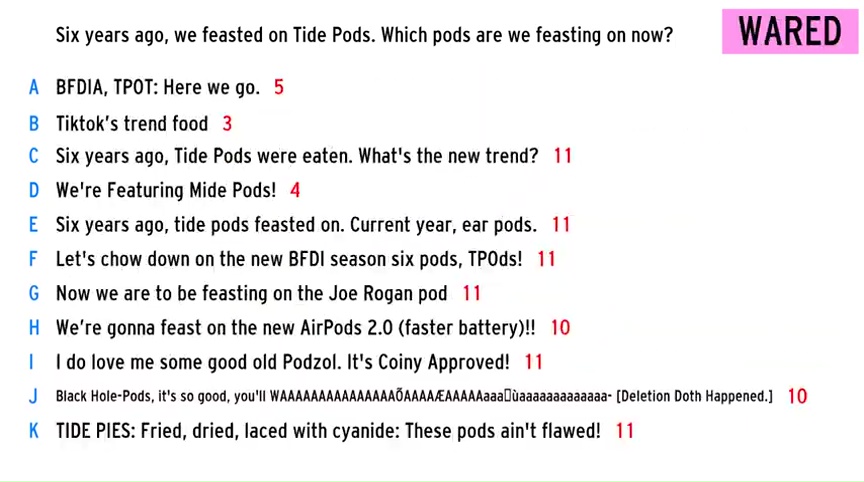 Six years ago, we feasted on Tide Pods. Which pods are we feasting on now?
WARED
A BFDIA, TPOT: Here we go. 5
B Tiktok’s trend food 3
C Six years ago, Tide Pods were eaten. What's the new trend? 11
D We're Featuring Mide Pods! 4
E Six years ago, tide pods feasted on. Current year, ear pods. 11
F Let's chow down on the new BFDI season six pods, TPOds! 11
G Now we are to be feasting on the Joe Rogan pod 11
H We’re gonna feast on the new AirPods 2.0 (faster battery)!! 10
I I do love me some good old Podzol. It's Coiny Approved! 11
J Black Hole-Pods, it's so good, you'll WAAAAAAAAAAAAAAAÕAAAAÆAAAAAaaa▯ùaaaaaaaaaaaaa- [Deletion Doth Happened.] 10
K TIDE PIES: Fried, dried, laced with cyanide: These pods ain't flawed! 11